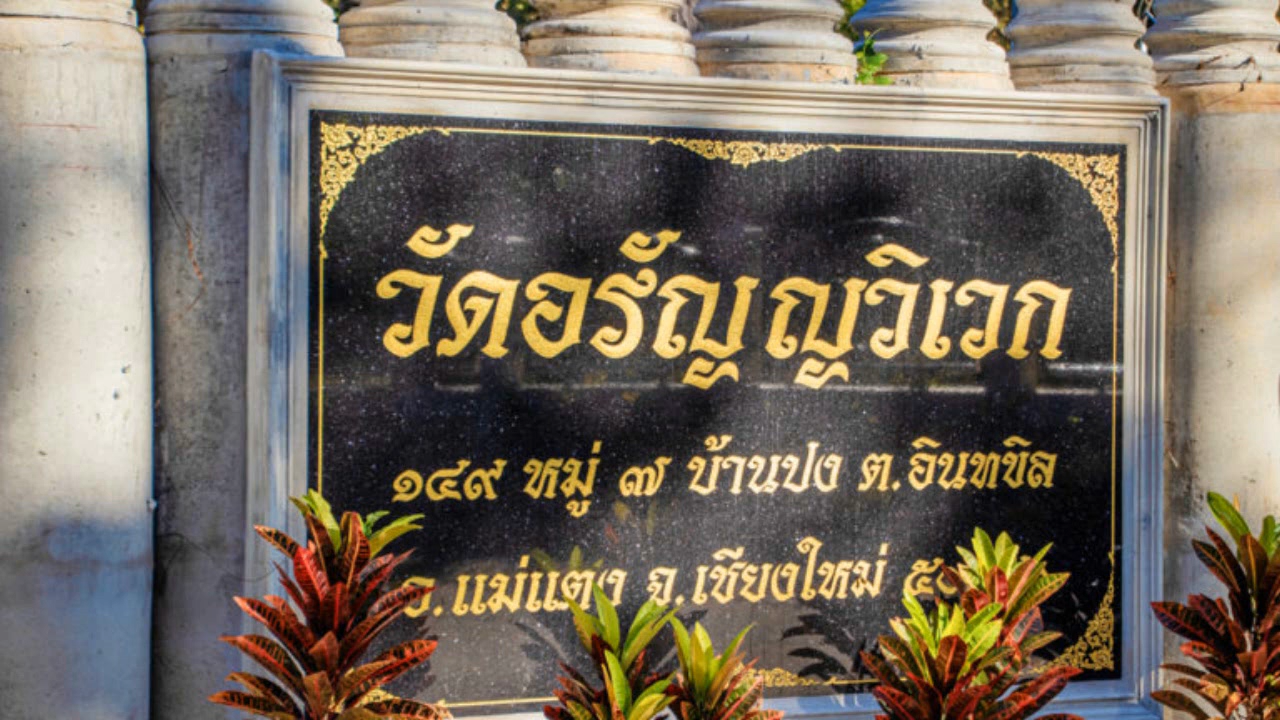 วัดอรัญญวิเวก
๑๔๙ หมู่ ๗ บ้านปง ต.อินทขิล
อ.แม่แตง จ.เชียงใหม่